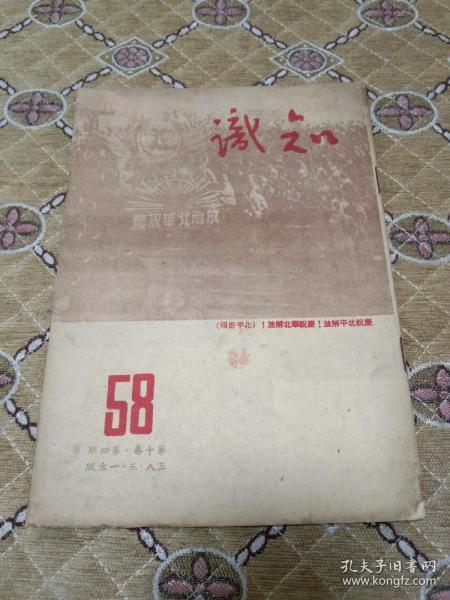 知識
慶祝北平解放！慶祝華北解放！(北平街頭)
58
第十卷·第四期
三八·三·一出版
孔夫子旧书网
www.kongfz.com